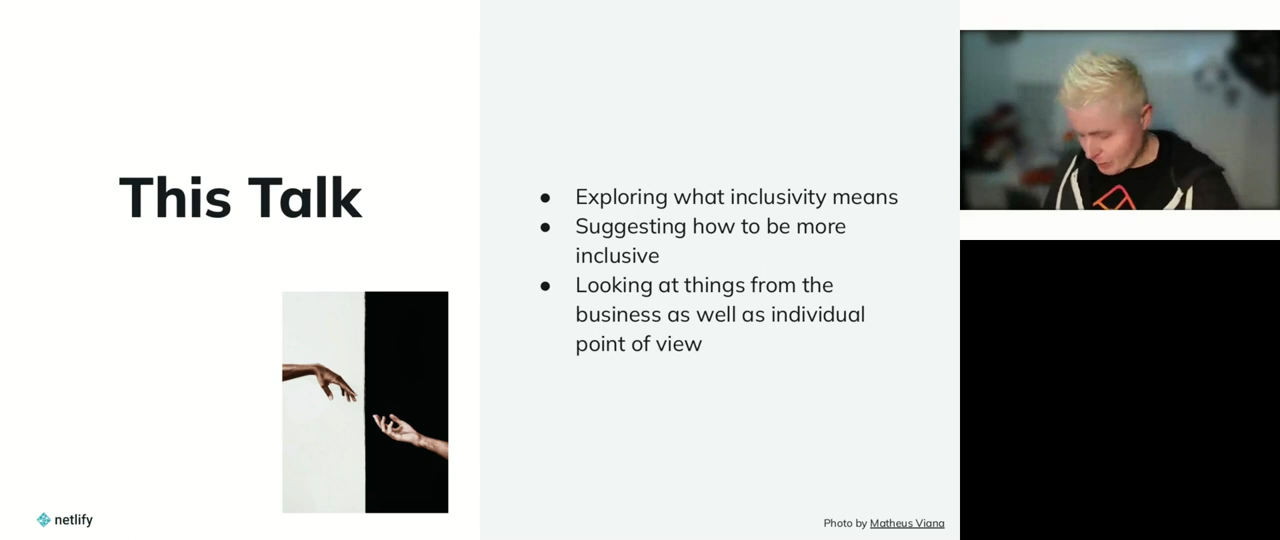 This Talk
● Exploring what inclusivity means
● Suggesting how to be more
inclusive
● Looking at things from the
business as well as individual
point of view
netlify
Photo by Matheus Viana